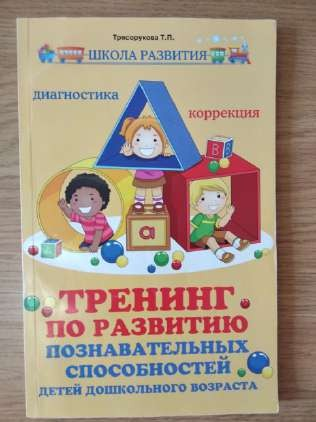 Трясорукова Т.П.
ШКОЛА РАЗВИТИЯ
диагностика
коррекция
B
a
ТРЕНИНГ
ПО РАЗВИТИЮ
ПОЗНАВАТЕЛЬНЫХ
СПОСОБНОСТЕЙ
ДЕТЕЙ ДОШКОЛЬНОГО ВОЗРАСТА